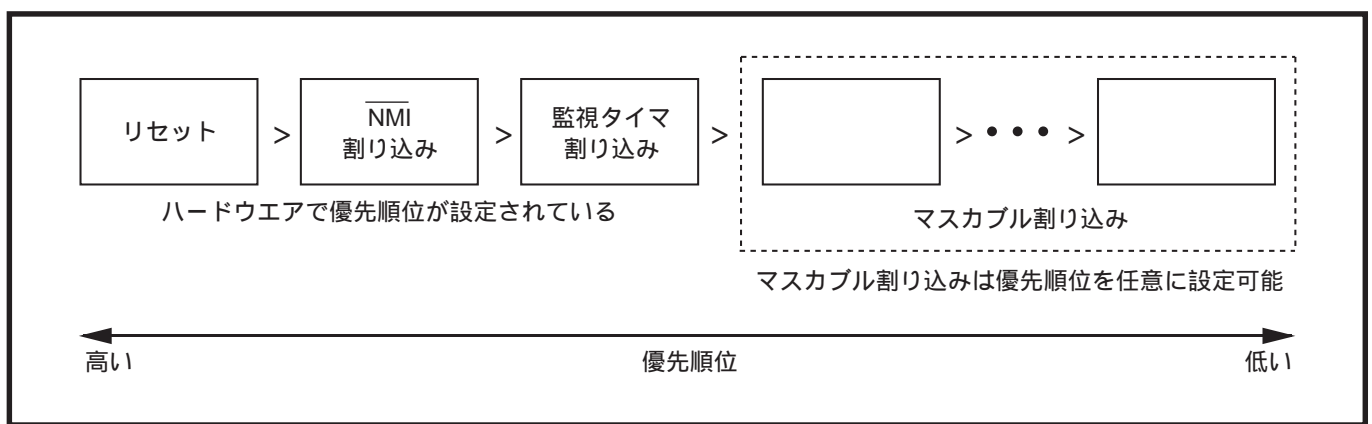 リセット > NMI > 監視タイマ > > ・・・ >
割り込み 割り込み
ハードウエアで優先順位が設定されている
マスカブル割り込み
マスカブル割り込みは優先順位を任意に設定可能
高い 優先順位 低い